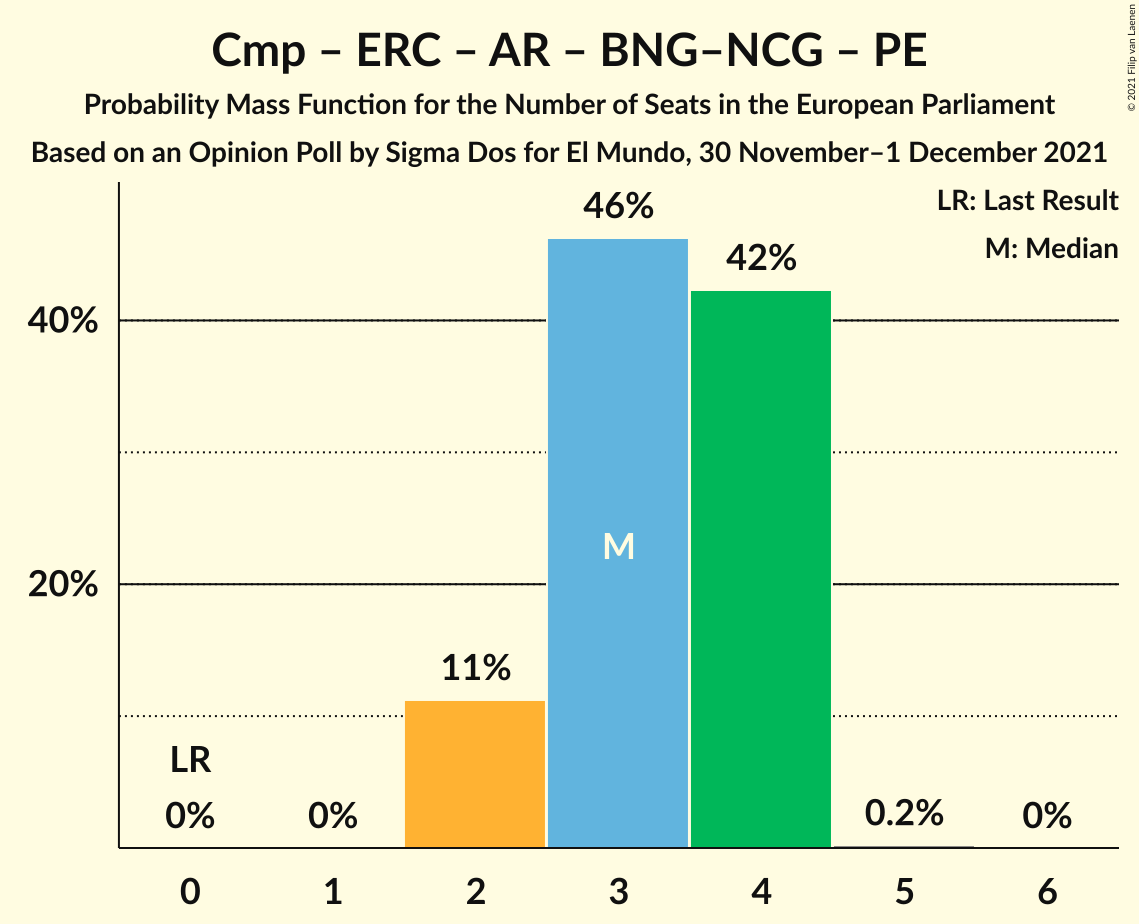 Cmp – ERC – AR – BNG–NCG – PE
Probability Mass Function for the Number of Seats in the European Parliament
Based on an Opinion Poll by Sigma Dos for El Mundo, 30 November–1 December 2021
© 2021 Filip van Laenen
LR: Last Result
M: Median
46%
42%
40%
M
20%
11%
LR
0%
0%
0.2%
0%
0
1
2
3
4
5
6